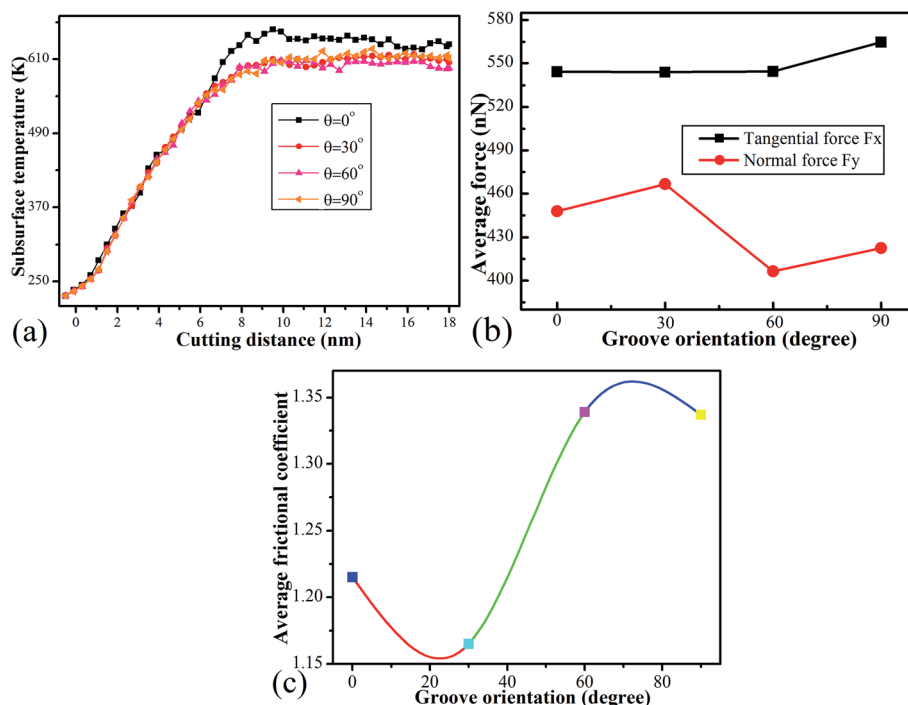 610
490
370
250
Subsurface temperature (K)
θ=0°
θ=30°
θ=60°
θ=90°
0 2 4 6 8 10 12 14 16 18
Cutting distance (nm)
(a)
580
550
520
490
460
430
400
Average force (nN)
Tangential force Fx
Normal force Fy
0 30 60 90
Groove orientation (degree)
(b)
1.35
1.30
1.25
1.20
1.15
Average frictional coefficient
0 20 40 60 80
Groove orientation (degree)
(c)